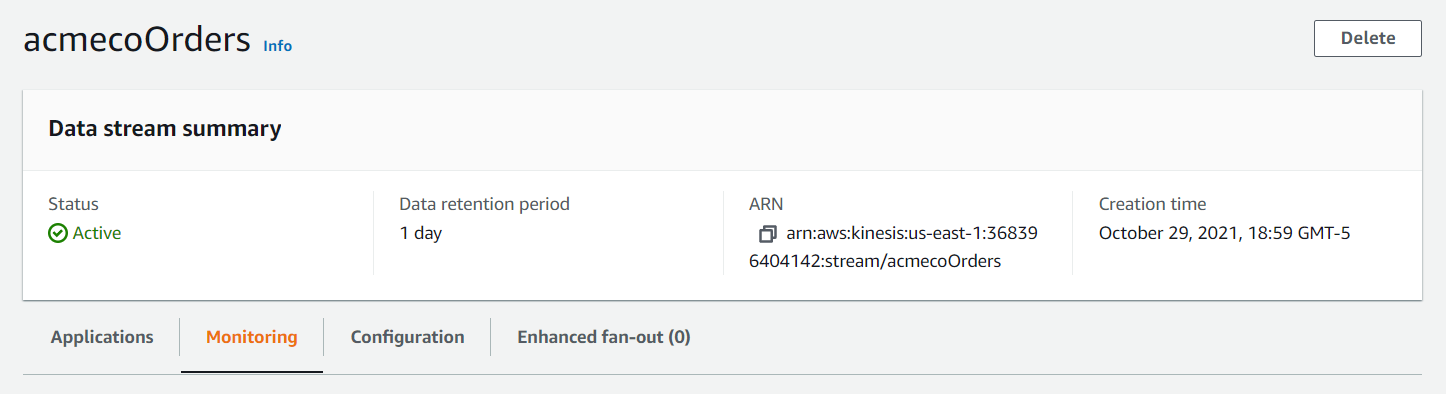 acmecoOrders Info
Delete
Data stream summary
Status
Active
Data retention period
1 day
ARN
arn:aws:kinesis:us-east-1:36839
6404142:stream/acmecoOrders
Creation time
October 29, 2021, 18:59 GMT-5
Applications
Monitoring
Configuration
Enhanced fan-out (0)